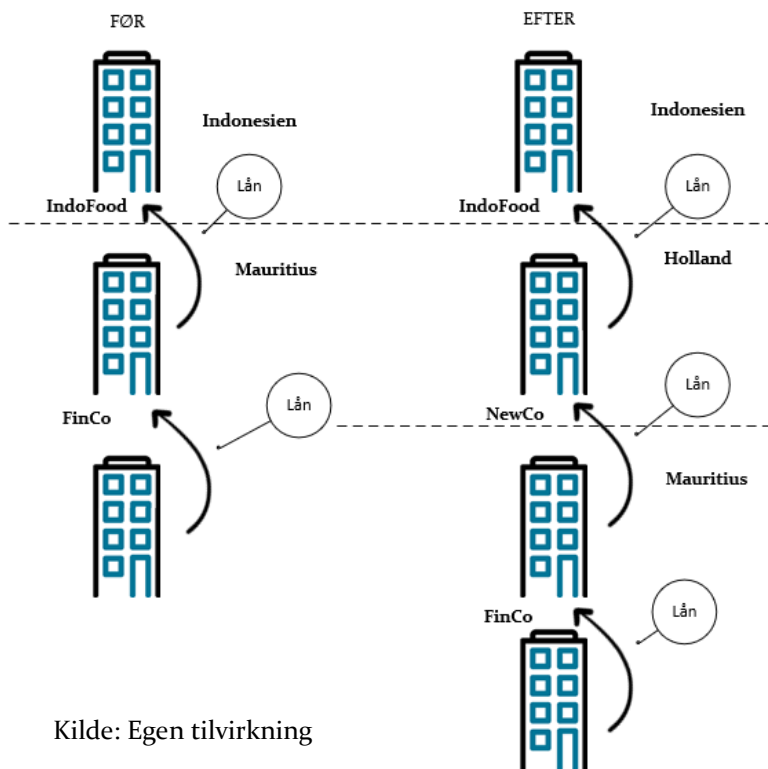 FØR
Indonesien
Lån
IndoFood
Mauritius
Lån
FinCo
EFTER
Indonesien
Lån
IndoFood
Holland
Lån
NewCo
Mauritius
Lån
FinCo
Kilde: Egen tilvirkning